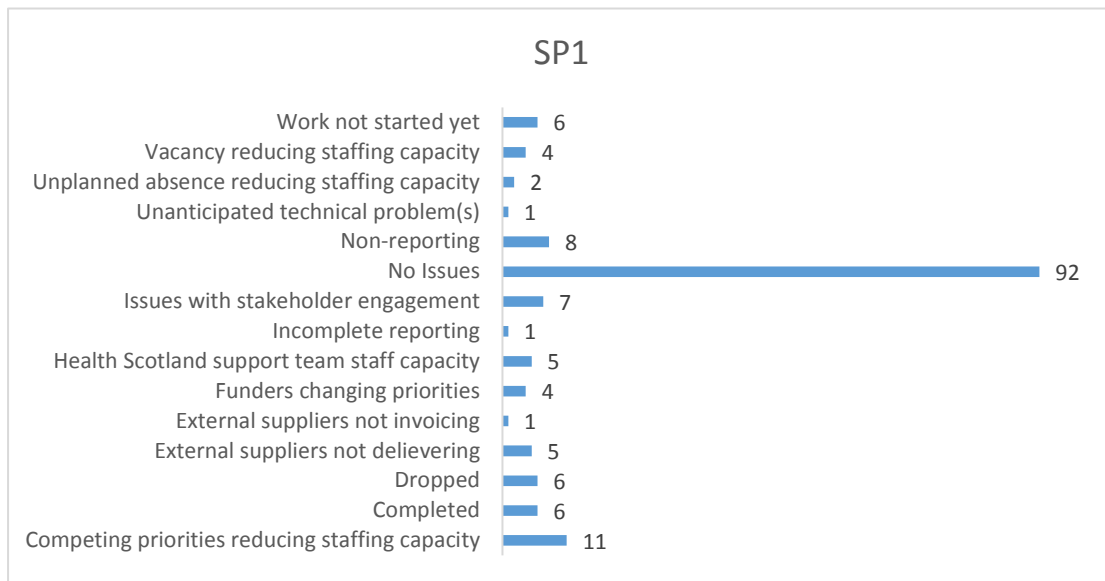 SP1
Work not started yet 6
Vacancy reducing staffing capacity 4
Unplanned absence reducing staffing capacity 2
Unanticipated technical problem(s) 1
Non-reporting 8
No Issues 92
Issues with stakeholder engagement 7
Incomplete reporting 1
Health Scotland support team staff capacity 5
Funders changing priorities 4
External suppliers not invoicing 1
External suppliers not delievering 5
Dropped 6
Completed 6
Competing priorities reducing staffing capacity 11